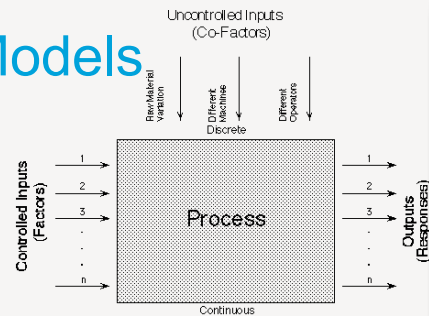 Uncontrolled Inputs
(Co-Factors)
Models
Raw Material
Variation
Different
Machines
Different
Operators
Discrete
Controlled Inputs
(Factors)
1
2
3
.
.
.
n
Process
1
2
3
.
.
.
n
Outputs
(Responses)
Continuous